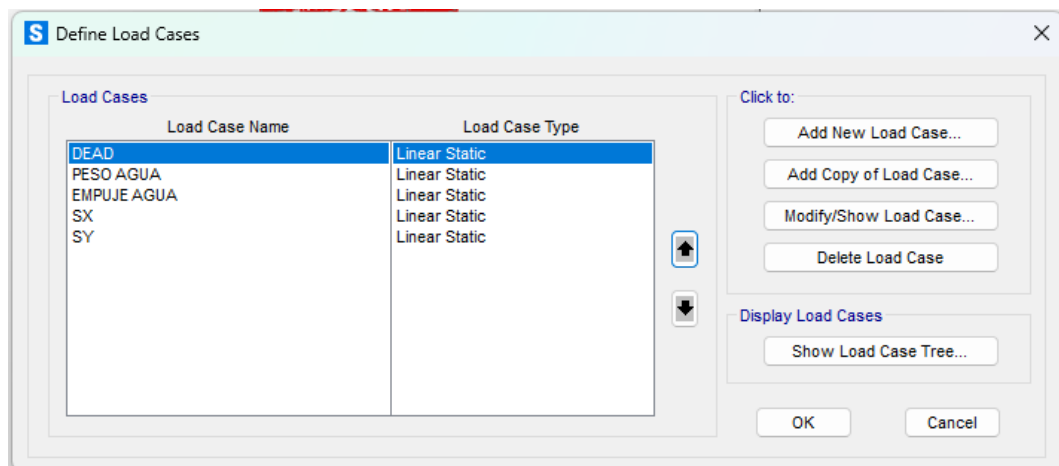 S Define Load Cases
Load Cases
Load Case Name Load Case Type
DEAD Linear Static
PESO AGUA Linear Static
EMPUJE AGUA Linear Static
SX Linear Static
SY Linear Static
Click to:
Add New Load Case...
Add Copy of Load Case...
Modify/Show Load Case...
Delete Load Case
Display Load Cases
Show Load Case Tree...
OK Cancel